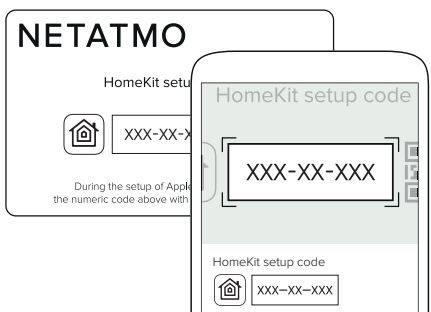 NETATMO
HomeKit setu
XXX-XX-X
During the setup of Apple
the numeric code above with
HomeKit setup code
XXX-XX-XXX
HomeKit setup code
XXX–XX–XXX